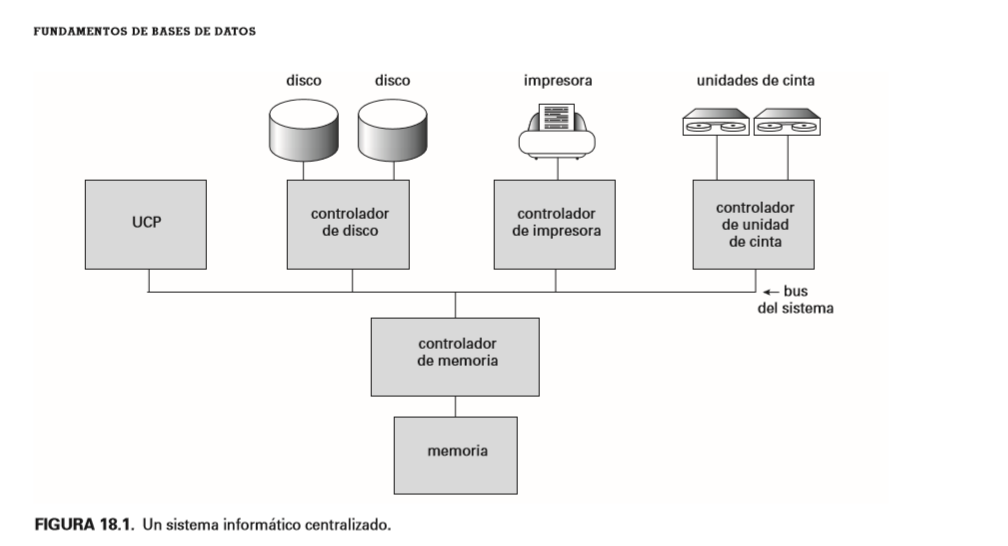 FUNDAMENTOS DE BASES DE DATOS
disco
disco
impresora
unidades de cinta
UCP
controlador
de disco
controlador
de impresora
controlador
de unidad
de cinta
← bus
del sistema
controlador
de memoria
memoria
FIGURA 18.1. Un sistema informático centralizado.